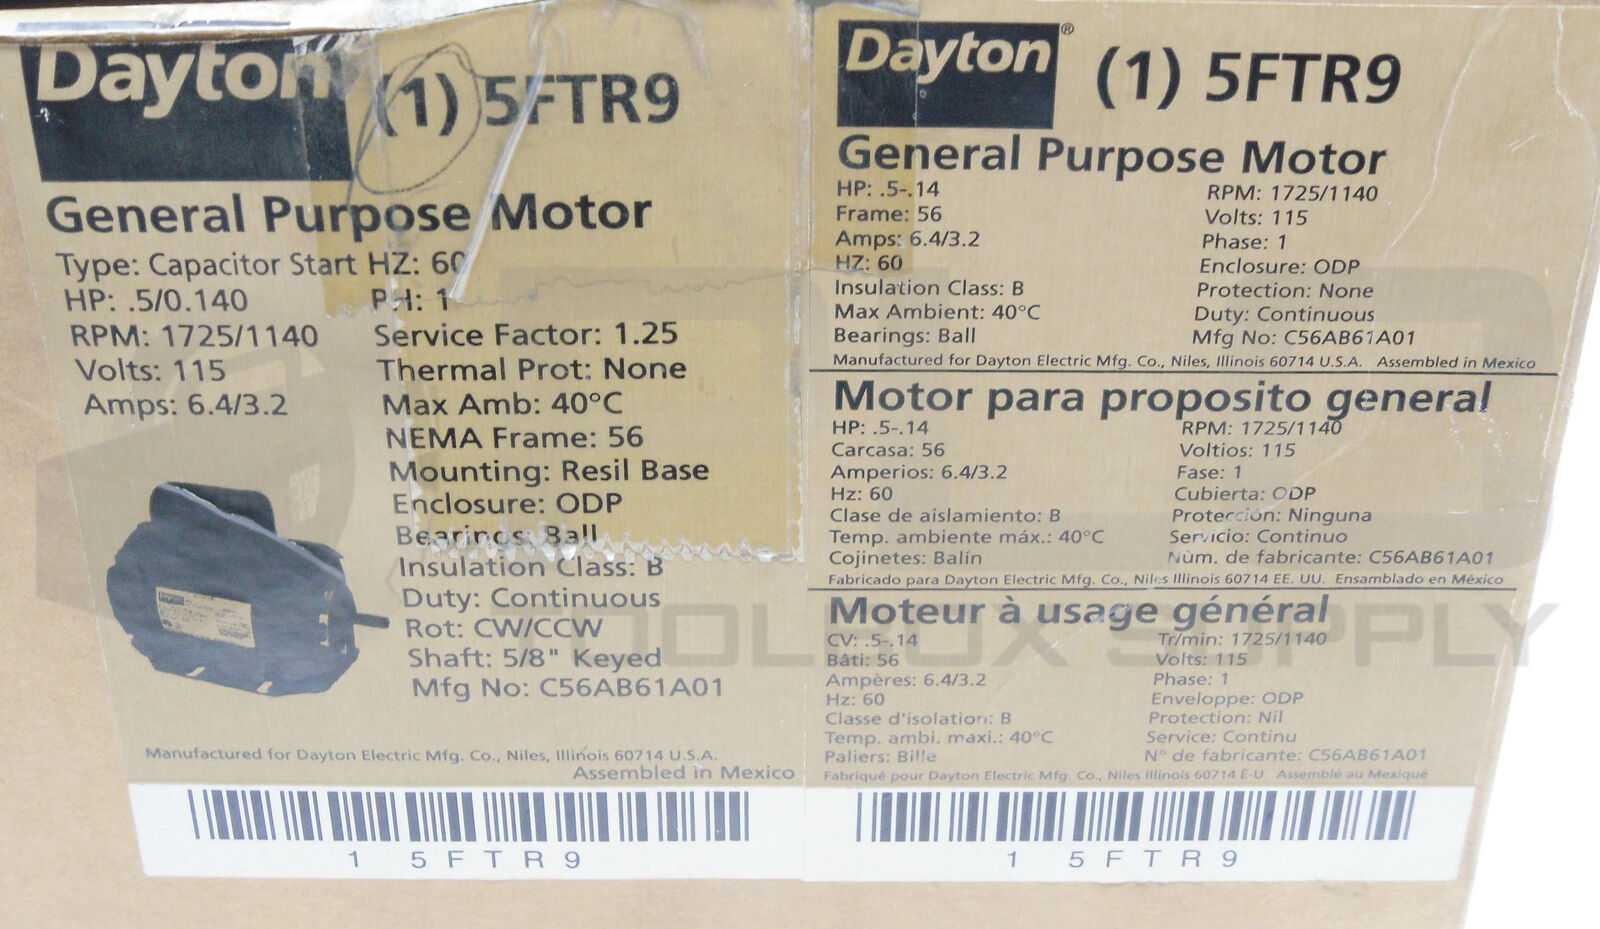 Dayton (1) 5FTR9
General Purpose Motor
Type: Capacitor Start HZ: 60
HP: .5/0.140 PH: 1
RPM: 1725/1140 Service Factor: 1.25
Volts: 115 Thermal Prot: None
Amps: 6.4/3.2 Max Amb: 40°C
NEMA Frame: 56
Mounting: Resil Base
Enclosure: ODP
Bearings: Ball
Insulation Class: B
Duty: Continuous
Rot: CW/CCW
Shaft: 5/8" Keyed
Mfg No: C56AB61A01
Dayton
Manufactured for Dayton Electric Mfg. Co., Niles, Illinois 60714 U.S.A.
Assembled in Mexico
1 5FTR9
Dayton® (1) 5FTR9
General Purpose Motor
HP: .5-.14 RPM: 1725/1140
Frame: 56 Volts: 115
Amps: 6.4/3.2 Phase: 1
HZ: 60 Enclosure: ODP
Insulation Class: B Protection: None
Max Ambient: 40°C Duty: Continuous
Bearings: Ball Mfg No: C56AB61A01
Manufactured for Dayton Electric Mfg. Co., Niles, Illinois 60714 U.S.A. Assembled in Mexico
Motor para proposito general
HP: .5-.14 RPM: 1725/1140
Carcasa: 56 Voltios: 115
Amperios: 6.4/3.2 Fase: 1
Hz: 60 Cubierta: ODP
Clase de aislamiento: B Protección: Ninguna
Temp. ambiente máx.: 40°C Servicio: Continuo
Cojinetes: Balín Nùm. de fabricante: C56AB61A01
Fabricado para Dayton Electric Mfg. Co., Niles Illinois 60714 EE. UU. Ensamblado en México
Moteur à usage général
CV: .5-.14 Tr/min: 1725/1140
Bâti: 56 Volts: 115
Ampères: 6.4/3.2 Phase: 1
Hz: 60 Enveloppe: ODP
Classe d'isolation: B Protection: Nil
Temp. ambi. maxi.: 40°C Service: Continu
Paliers: Bille N° de fabricante: C56AB61A01
Fabriqué pour Dayton Electric Mfg. Co., Niles Illinois 60714 É-U Assemblé au Mexique
1 5FTR9
TOOLBOX SUPPLY